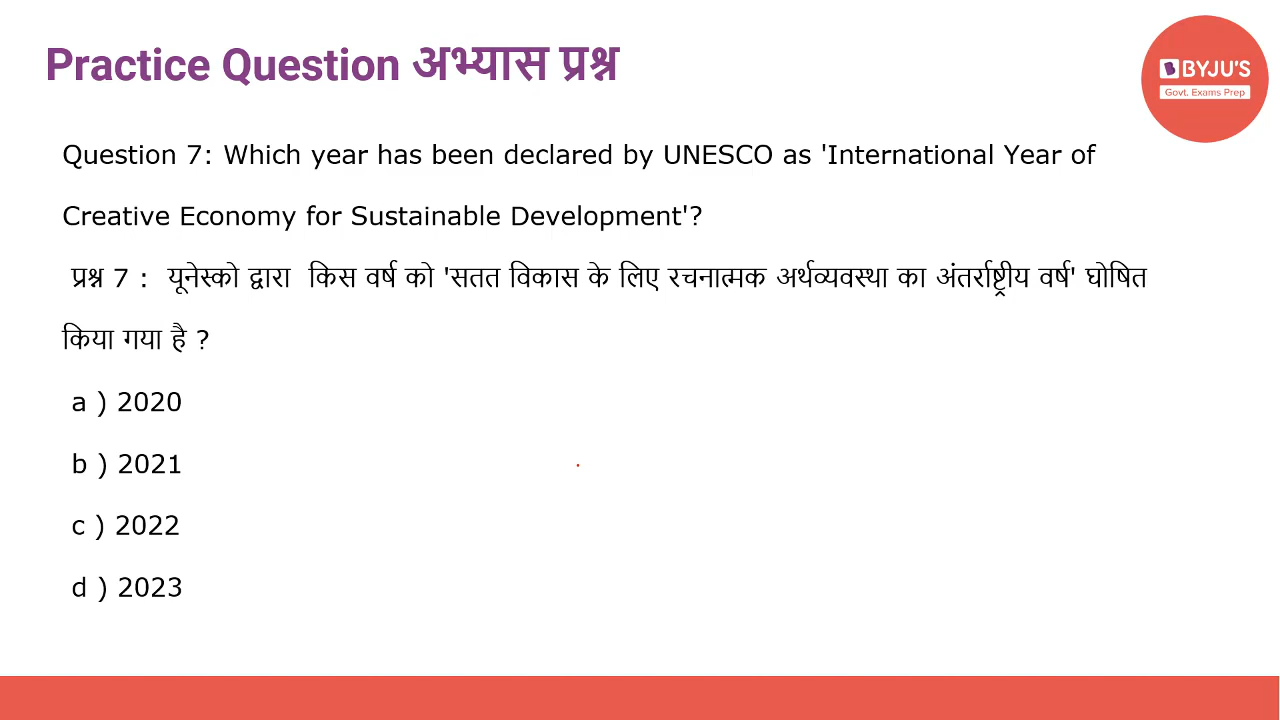 Practice Question अभ्यास प्रश्न
BYJU'S
Govt. Exams Prep
Question 7: Which year has been declared by UNESCO as 'International Year of
Creative Economy for Sustainable Development'?
प्रश्न 7 : यूनेस्को द्वारा किस वर्ष को 'सतत विकास के लिए रचनात्मक अर्थव्यवस्था का अंतर्राष्ट्रीय वर्ष' घोषित
किया गया है ?
a ) 2020
b ) 2021
c ) 2022
d ) 2023